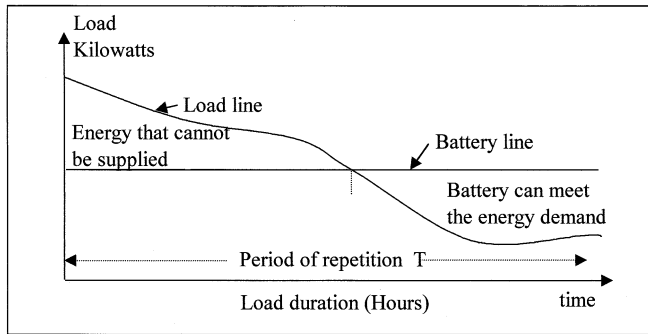 Load
Kilowatts
Load line
Energy that cannot
be supplied
Battery line
Battery can meet
the energy demand
Period of repetition T
Load duration (Hours)
time